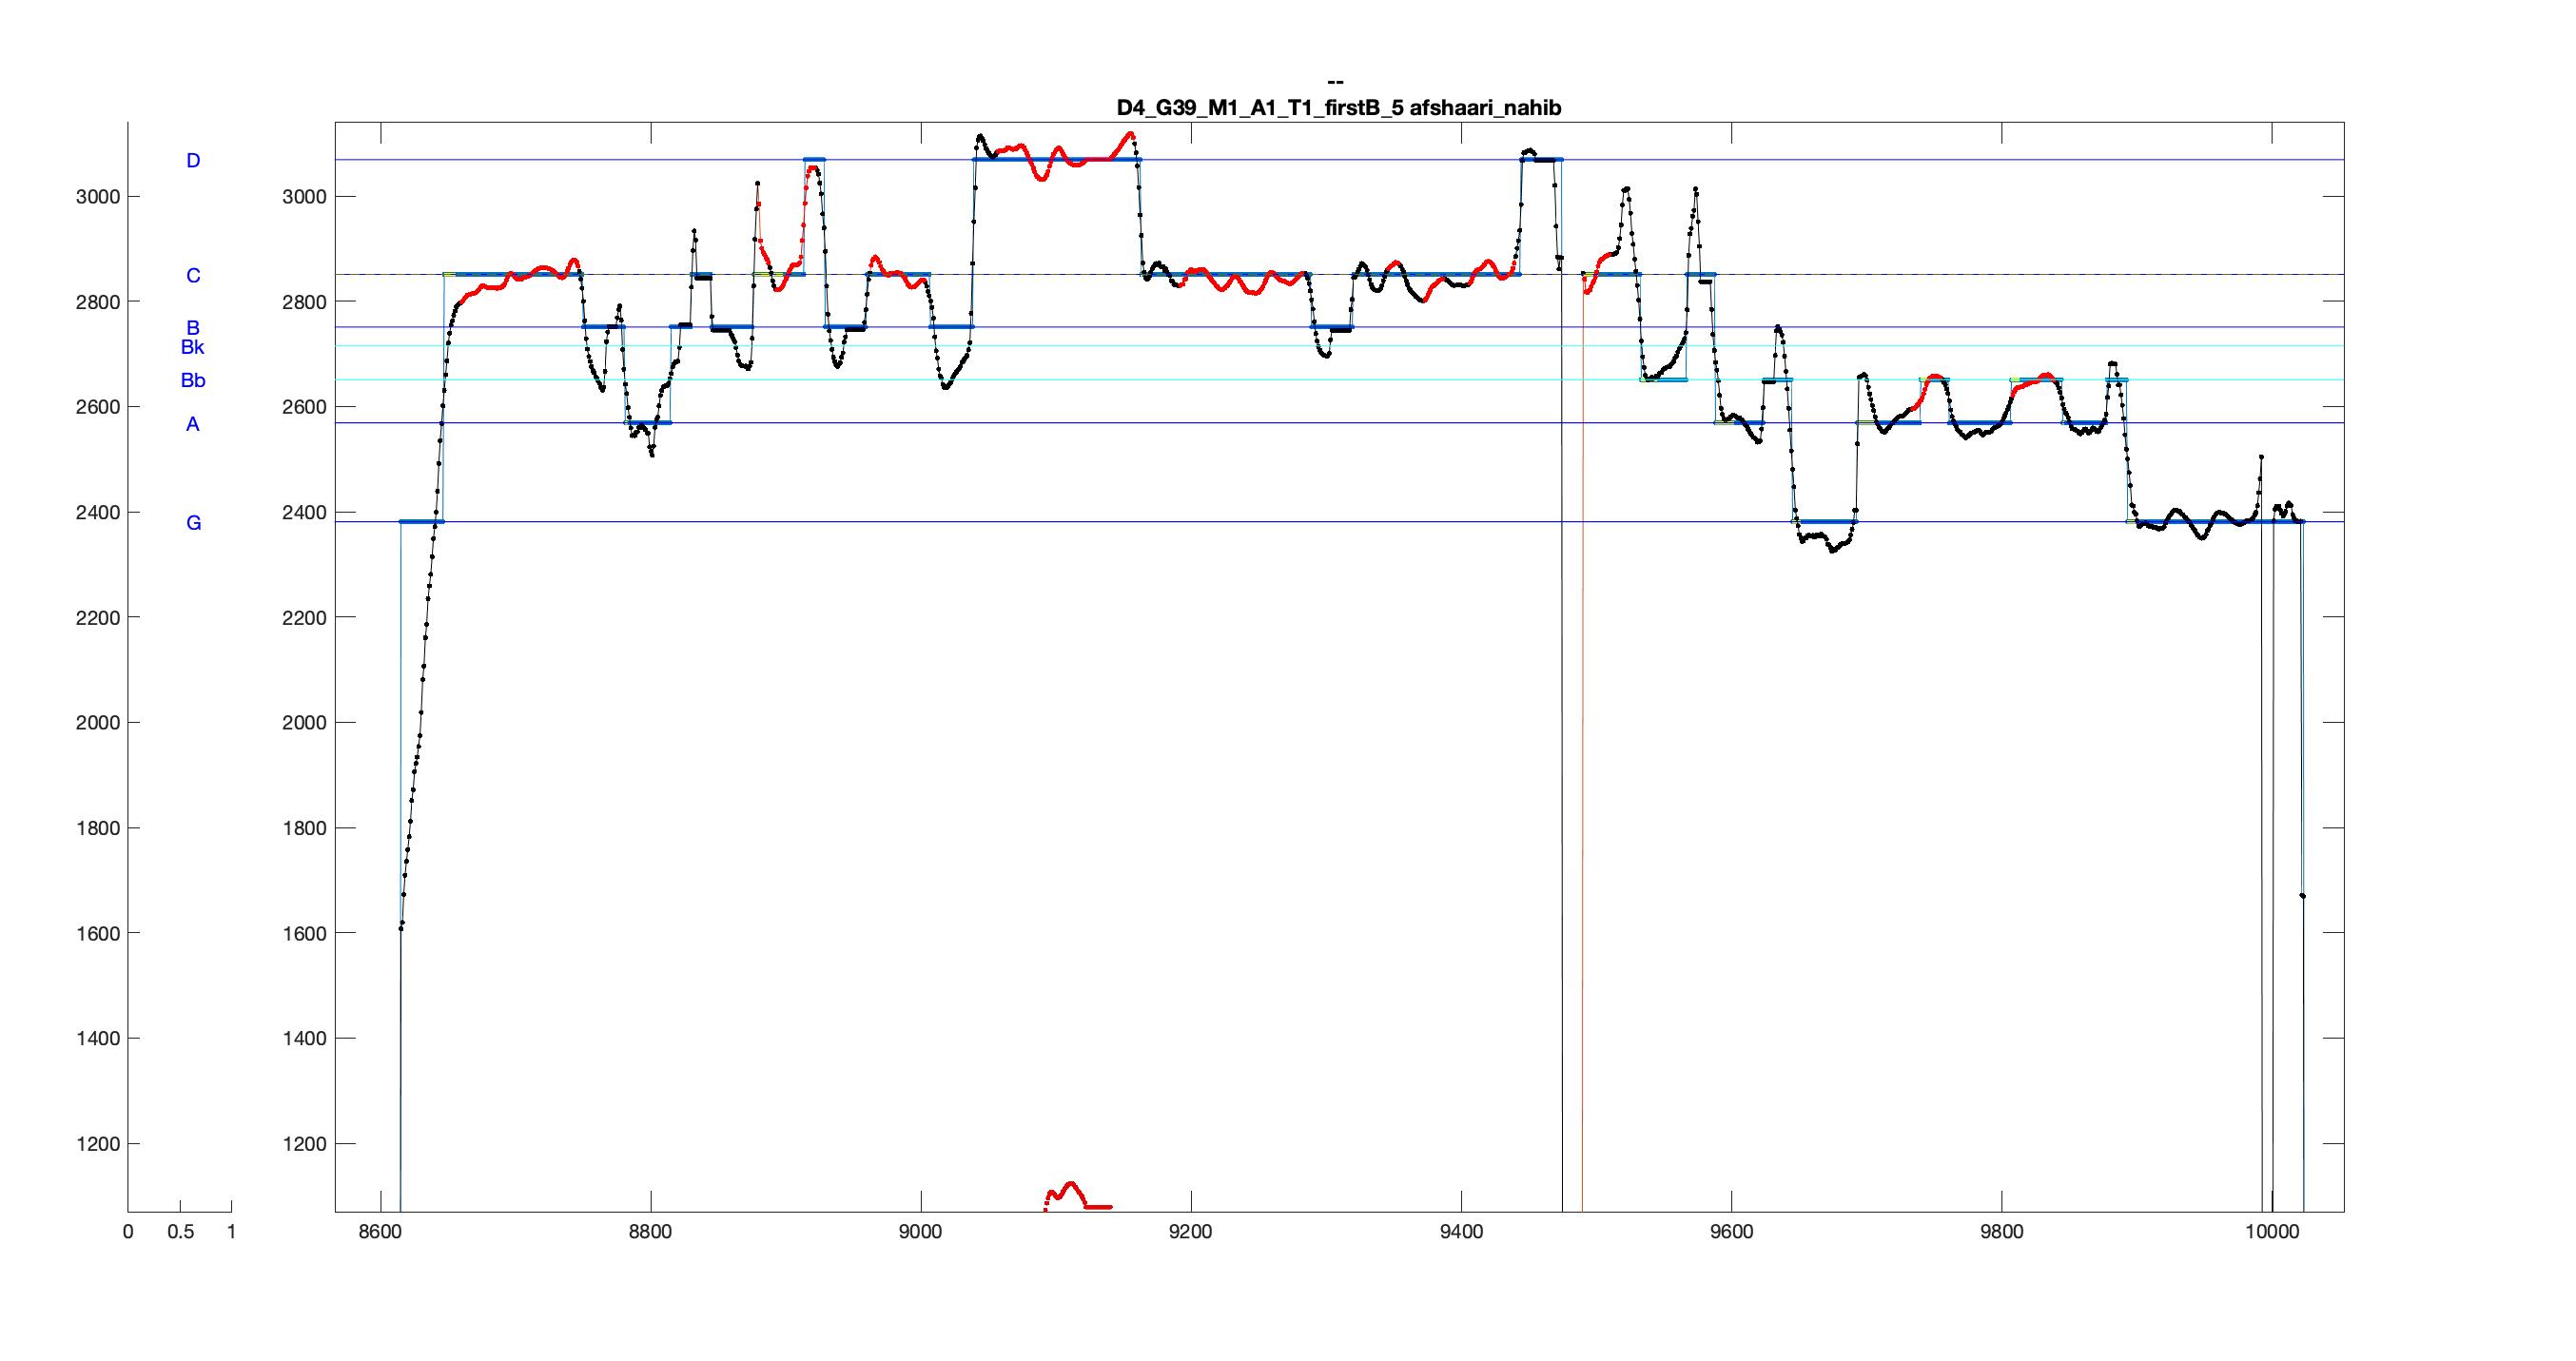 --
D4_G39_M1_A1_T1_firstB_5 afshaari_nahib
D
3000 3000
C
2800 2800
B
Bk
Bb
2600 2600
A
2400 2400
G
2200 2200
2000 2000
1800 1800
1600 1600
1400 1400
1200 1200
0 0.5 1 8600 8800 9000 9200 9400 9600 9800 10000